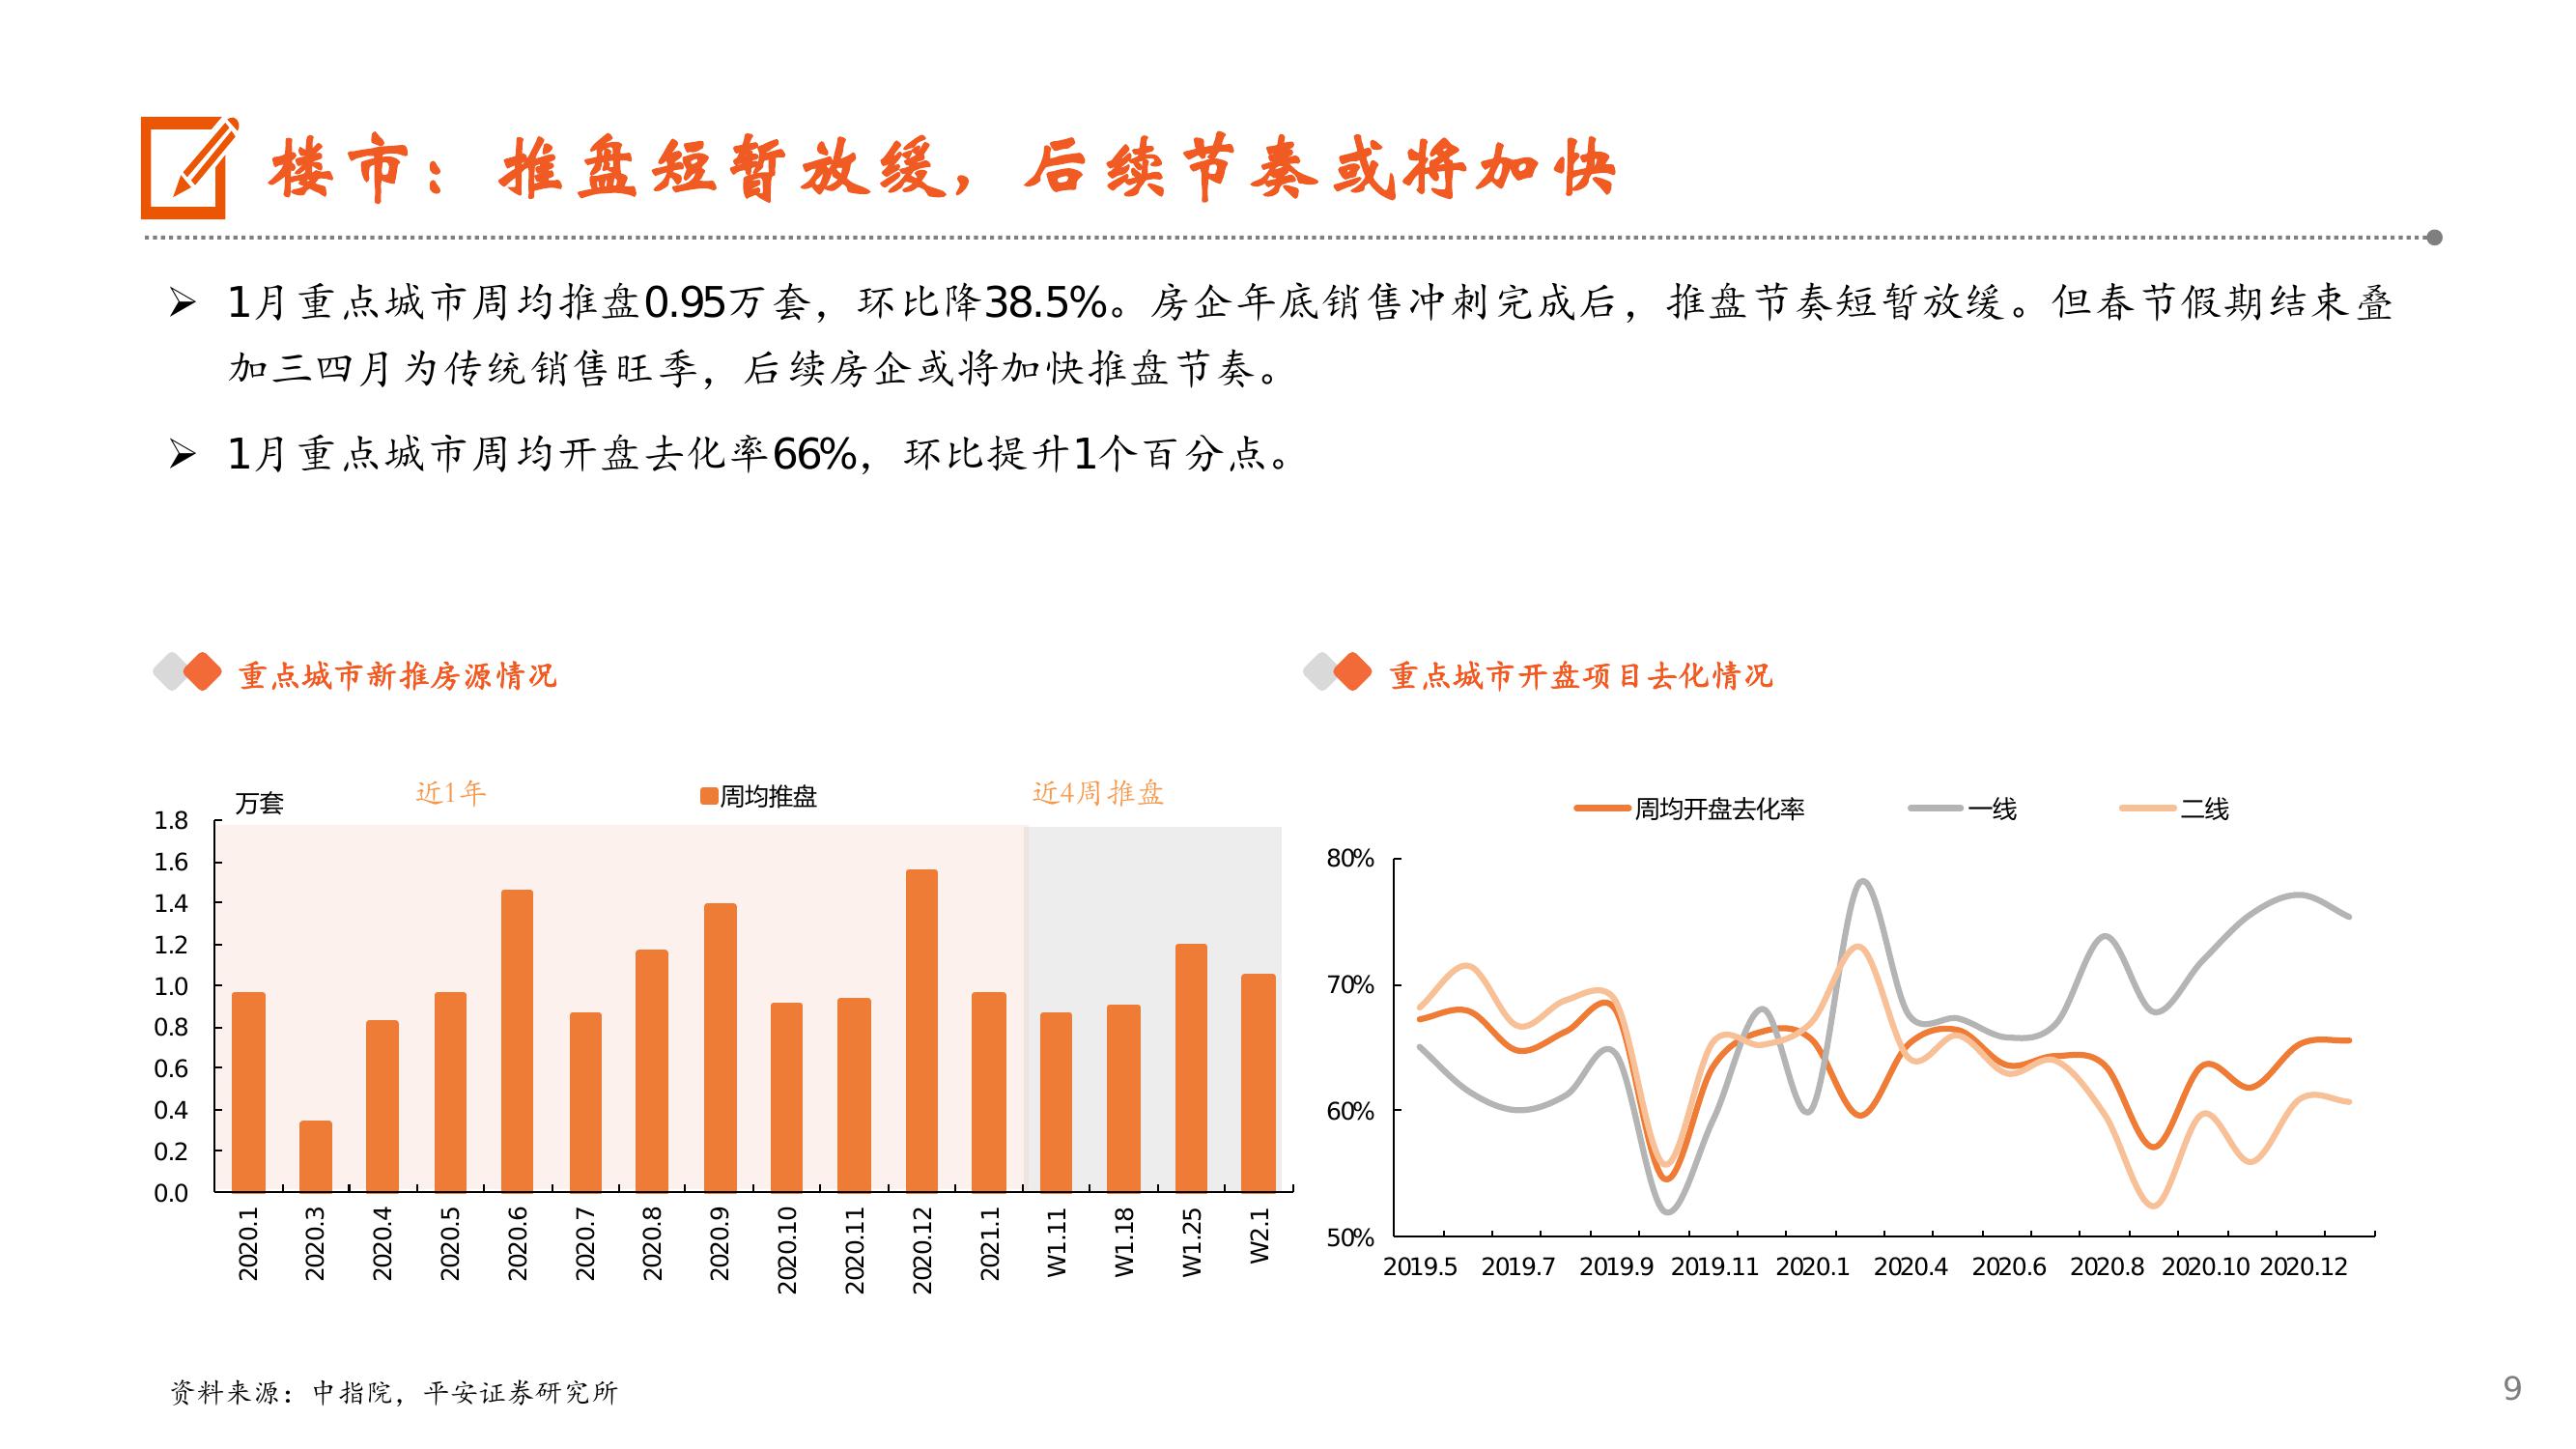 楼市：推盘短暂放缓，后续节奏或将加快
1月重点城市周均推盘0.95万套，环比降38.5%。房企年底销售冲刺完成后，推盘节奏短暂放缓。但春节假期结束叠
加三四月为传统销售旺季，后续房企或将加快推盘节奏。
1月重点城市周均开盘去化率66%，环比提升1个百分点。
重点城市新推房源情况
万套
近1年
周均推盘
近4周推盘
1.8
1.6
1.4
1.2
1.0
0.8
0.6
0.4
0.2
0.0
2020.1 2020.3 2020.4 2020.5 2020.6 2020.7 2020.8 2020.9 2020.10 2020.11 2020.12 2021.1 W1.11 W1.18 W1.25 W2.1
重点城市开盘项目去化情况
周均开盘去化率 一线 二线
80%
70%
60%
50%
2019.5 2019.7 2019.9 2019.11 2020.1 2020.4 2020.6 2020.8 2020.10 2020.12
资料来源：中指院，平安证券研究所
9